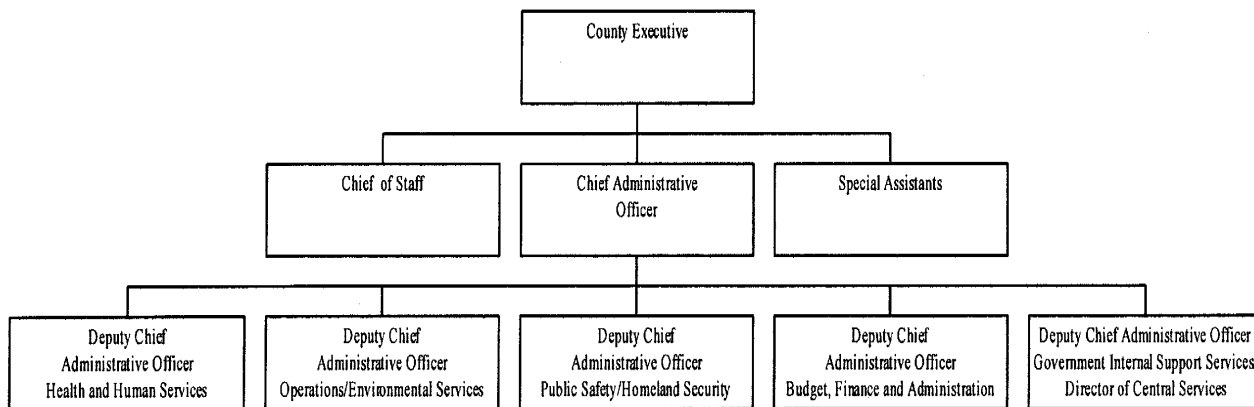 County Executive
Chief of Staff
Chief Administrative
Officer
Special Assistants
Deputy Chief
Administrative Officer
Health and Human Services
Deputy Chief
Administrative Officer
Operations/Environmental Services
Deputy Chief
Administrative Officer
Public Safety/Homeland Security
Deputy Chief
Administrative Officer
Budget, Finance and Administration
Deputy Chief Administrative Officer
Government Internal Support Services
Director of Central Services